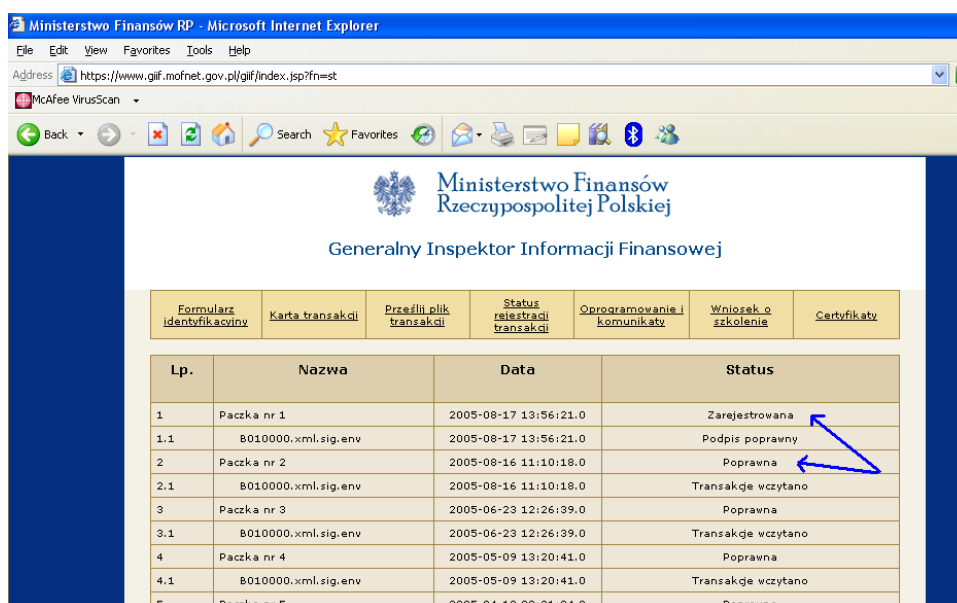 Ministerstwo Finansów RP - Microsoft Internet Explorer
File Edit View Favorites Tools Help
Address https://www.giif.mofnet.gov.pl/giif/index.jsp?fn=st
McAfee VirusScan
Back Search Favorites
Ministerstwo Finansów
Rzeczypospolitej Polskiej
Generalny Inspektor Informacji Finansowej
Formularz identyfikacyjny Karta transakcji Prześlij plik transakcji Status rejestracji transakcji Oprogramowanie i komunikaty Wniosek o szkolenie Certyfikaty
Lp. Nazwa Data Status
1 Paczka nr 1 2005-08-17 13:56:21.0 Zarejestrowana
1.1 B010000.xml.sig.env 2005-08-17 13:56:21.0 Podpis poprawny
2 Paczka nr 2 2005-08-16 11:10:18.0 Poprawna
2.1 B010000.xml.sig.env 2005-08-16 11:10:18.0 Transakcje wczytano
3 Paczka nr 3 2005-06-23 12:26:39.0 Poprawna
3.1 B010000.xml.sig.env 2005-06-23 12:26:39.0 Transakcje wczytano
4 Paczka nr 4 2005-05-09 13:20:41.0 Poprawna
4.1 B010000.xml.sig.env 2005-05-09 13:20:41.0 Transakcje wczytano